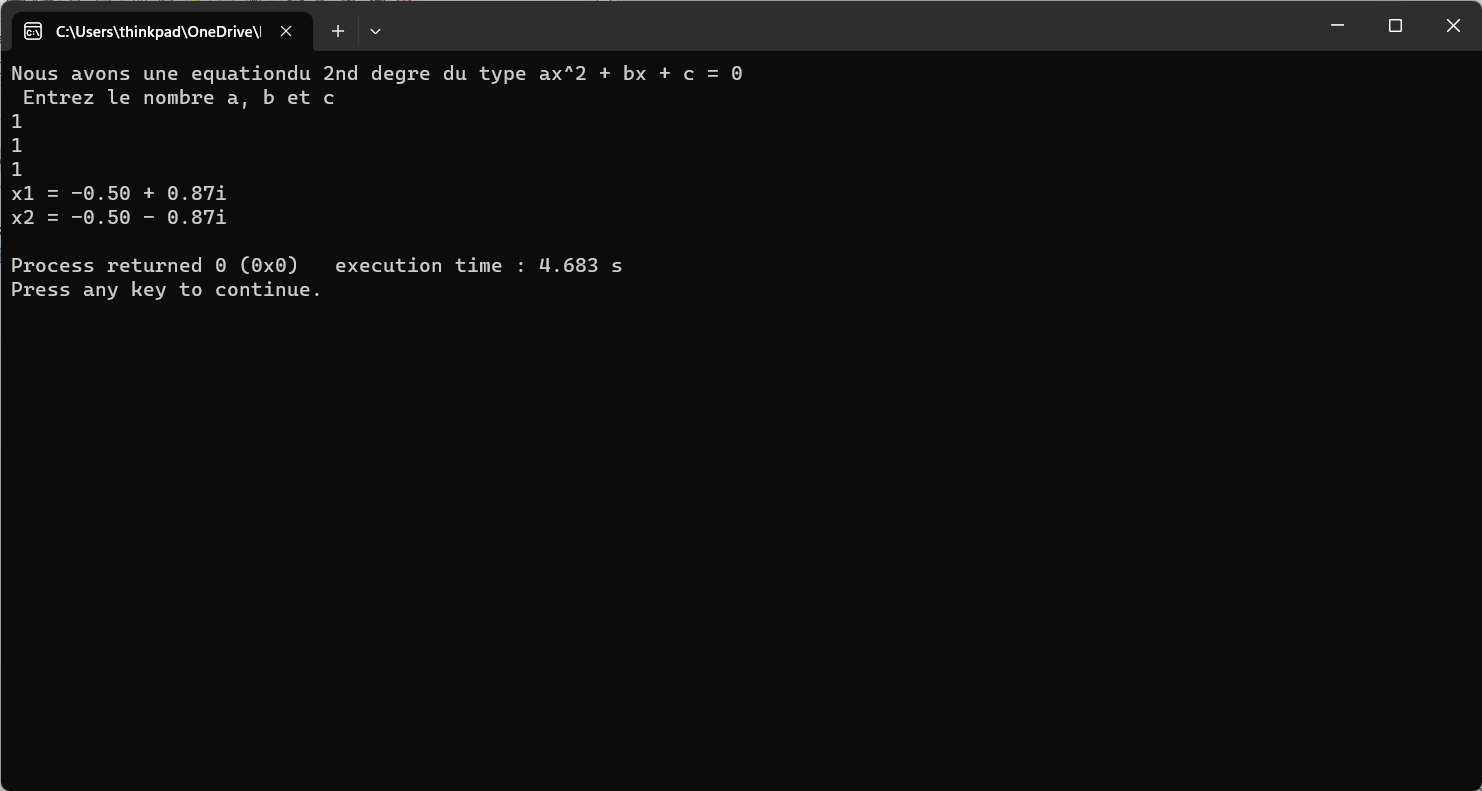 C:\Users\thinkpad\OneDrive\
Nous avons une equationdu 2nd degre du type ax^2 + bx + c = 0
Entrez le nombre a, b et c
1
1
1
x1 = -0.50 + 0.87i
x2 = -0.50 - 0.87i
Process returned 0 (0x0)   execution time : 4.683 s
Press any key to continue.